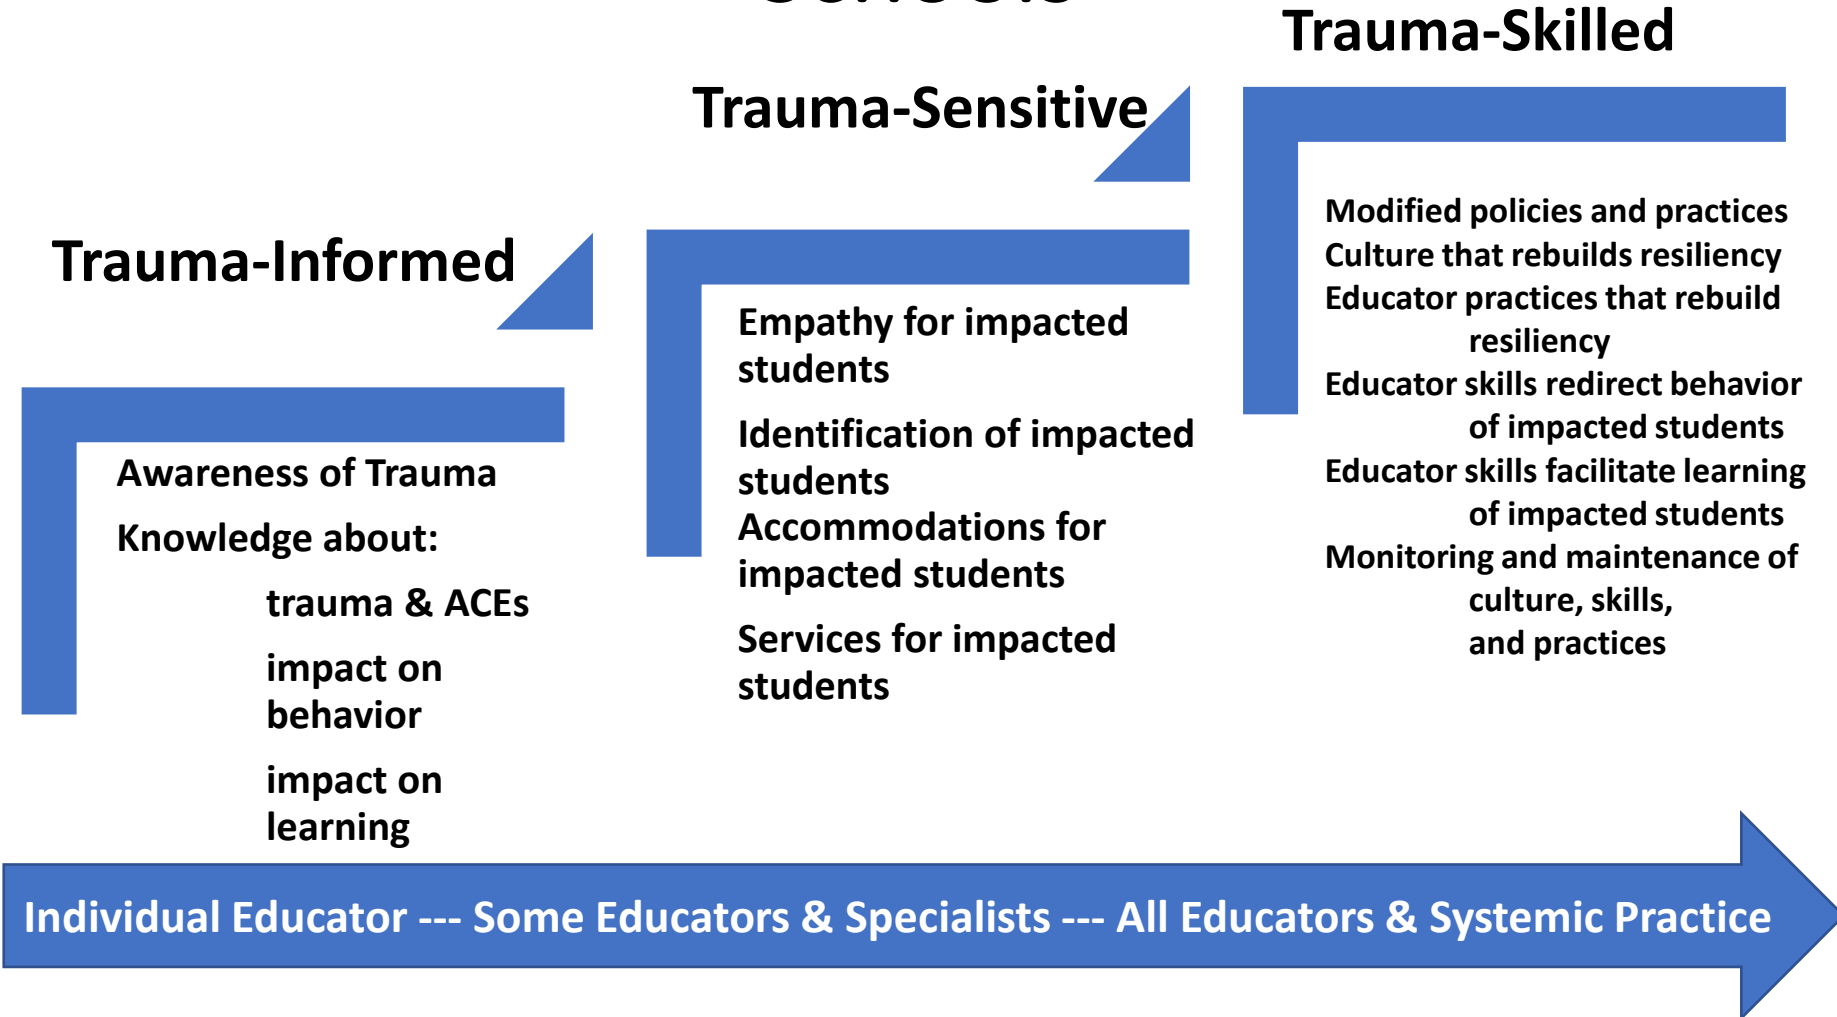 Trauma-Skilled
Trauma-Sensitive
Trauma-Informed
Awareness of Trauma
Knowledge about:
trauma & ACEs
impact on
behavior
impact on
learning
Empathy for impacted
students
Identification of impacted
students
Accommodations for
impacted students
Services for impacted
students
Modified policies and practices
Culture that rebuilds resiliency
Educator practices that rebuild
resiliency
Educator skills redirect behavior
of impacted students
Educator skills facilitate learning
of impacted students
Monitoring and maintenance of
culture, skills,
and practices
Individual Educator --- Some Educators & Specialists --- All Educators & Systemic Practice